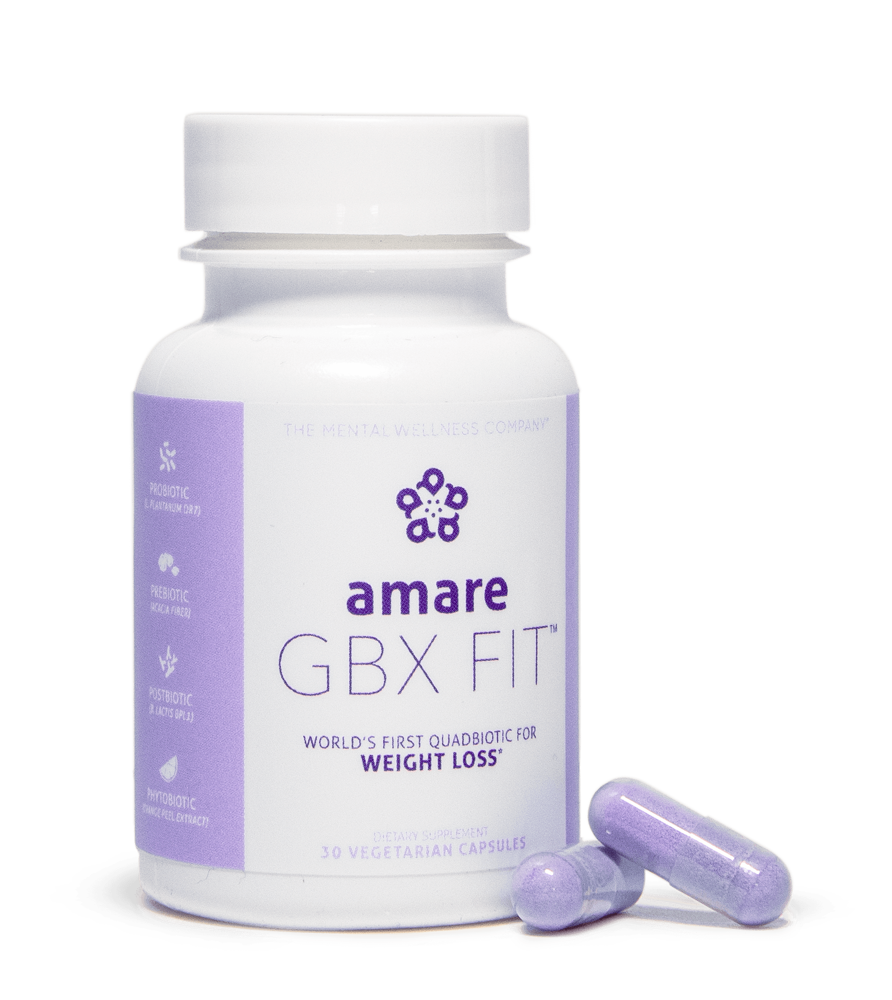 THE MENTAL WELLNESS COMPANY
amare
GBX FIT™
WORLD'S FIRST QUADBIOTIC FOR
WEIGHT LOSS*
DIETARY SUPPLEMENT
30 VEGETARIAN CAPSULES
PROBIOTIC
(L PLANTARUM DR7)
PREBIOTIC
(ACACIA FIBER)
POSTBIOTIC
(B LACTIS BPL1)
PHYTOBIOTIC
ORANGE PEEL EXTRACT)